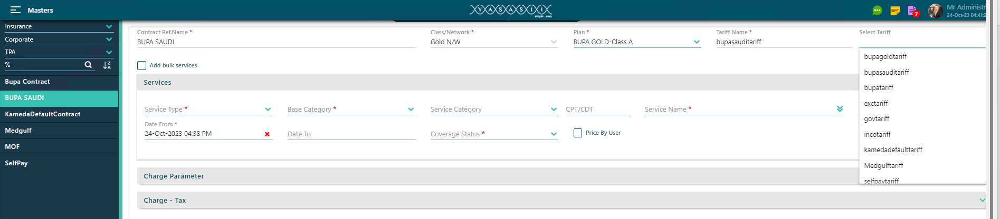 Masters
YASASII
simple . easy
7
Mr Administr
24-Oct-23 04:41:2
Insurance
Corporate
TPA
%
Z
A
Bupa Contract
BUPA SAUDI
KamedaDefaultContract
Medgulf
MOF
SelfPay
Contract Ref.Name *
BUPA SAUDI
Class/Network *
Gold N/W
Plan *
BUPA GOLD-Class A
Tariff Name *
bupasauditariff
Select Tariff
bupagoldtariff
bupasauditariff
bupatariff
exctariff
govtariff
incotariff
kamedadefaulttariff
Medgulftariff
selfpaytariff
Add bulk services
Services
Service Type *
Base Category *
Service Category
CPT/CDT
Service Name *
Date From *
24-Oct-2023 04:38 PM
Date To
Coverage Status *
Price By User
Charge Parameter
Charge - Tax